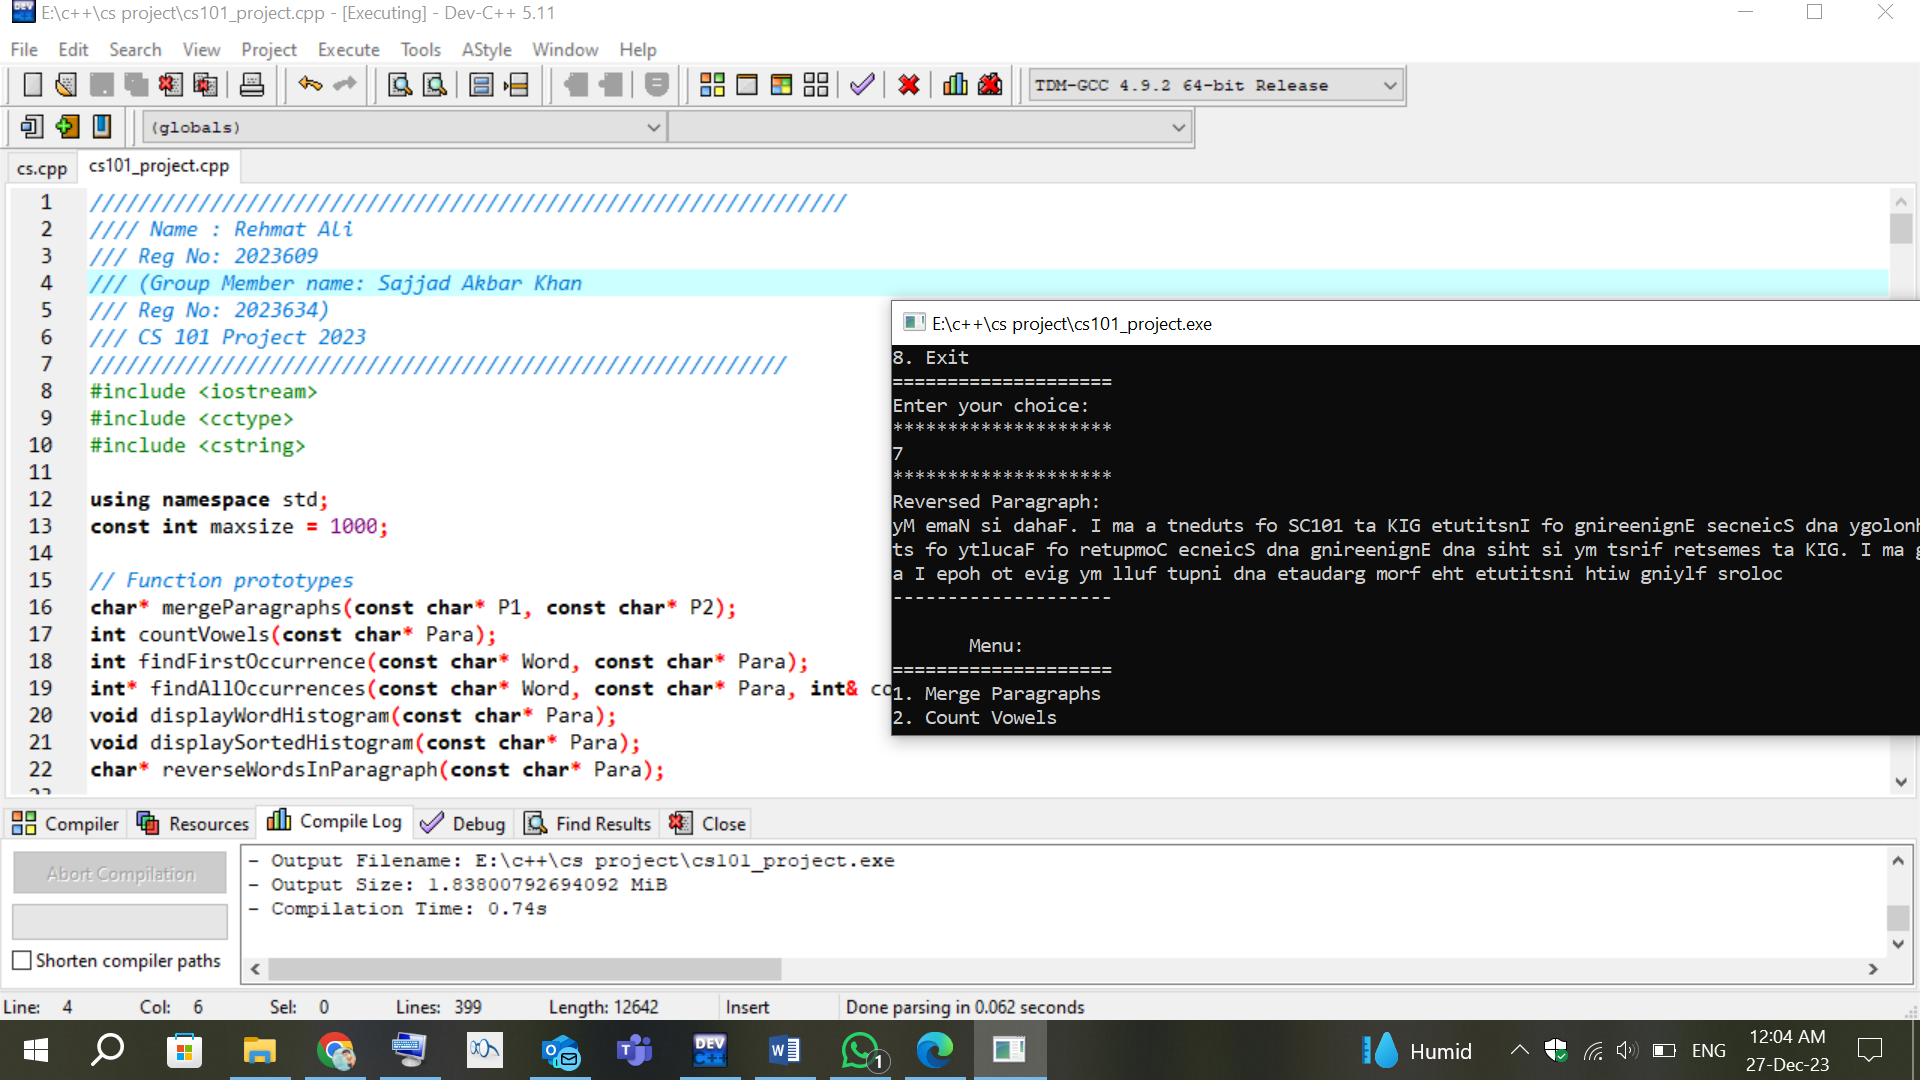 E:\c++\cs project\cs101_project.cpp - [Executing] - Dev-C++ 5.11
File Edit Search View Project Execute Tools AStyle Window Help
TDM-GCC 4.9.2 64-bit Release
(globals)
cs.cpp cs101_project.cpp
1 ///////////////////////////////////////////////////////////////
2 //// Name : Rehmat Ali
3 /// Reg No: 2023609
4 /// (Group Member name: Sajjad Akbar Khan
5 /// Reg No: 2023634)
6 /// CS 101 Project 2023
7 //////////////////////////////////////////////////////////
8 #include <iostream>
9 #include <cctype>
10 #include <cstring>
11
12 using namespace std;
13 const int maxsize = 1000;
14
15 // Function prototypes
16 char* mergeParagraphs(const char* P1, const char* P2);
17 int countVowels(const char* Para);
18 int findFirstOccurrence(const char* Word, const char* Para);
19 int* findAllOccurrences(const char* Word, const char* Para, int& co
20 void displayWordHistogram(const char* Para);
21 void displaySortedHistogram(const char* Para);
22 char* reverseWordsInParagraph(const char* Para);
E:\c++\cs project\cs101_project.exe
8. Exit
====================
Enter your choice:
********************
7
********************
Reversed Paragraph:
yM emaN si dahaF. I ma a tneduts fo SC101 ta KIG etutitsnI fo gnireenignE secneicS dna ygolonh
ts fo ytlucaF fo retupmoC ecneicS dna gnireenignE dna siht si ym tsrif retsemes ta KIG. I ma g
a I epoh ot evig ym lluf tupni dna etaudarg morf eht etutitsni htiw gniylf sroloc
--------------------
Menu:
====================
1. Merge Paragraphs
2. Count Vowels
Compiler Resources Compile Log Debug Find Results Close
Abort Compilation
Shorten compiler paths
- Output Filename: E:\c++\cs project\cs101_project.exe
- Output Size: 1.83800792694092 MiB
- Compilation Time: 0.74s
Line: 4 Col: 6 Sel: 0 Lines: 399 Length: 12642 Insert Done parsing in 0.062 seconds
DEV C++
1
Humid
ENG
12:04 AM
27-Dec-23